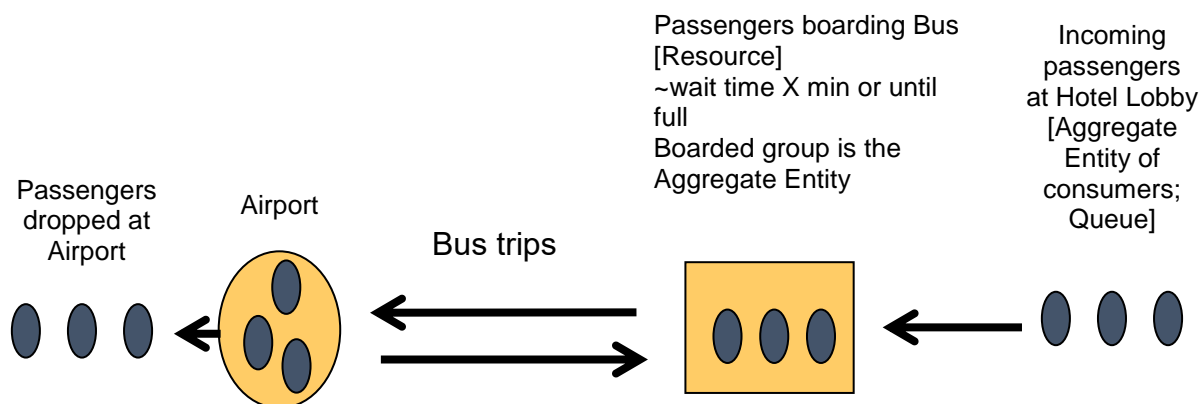 Passengers
dropped at
Airport
Airport
Bus trips
Passengers boarding Bus
[Resource]
~wait time X min or until
full
Boarded group is the
Aggregate Entity
Incoming
passengers
at Hotel Lobby
[Aggregate
Entity of
consumers;
Queue]